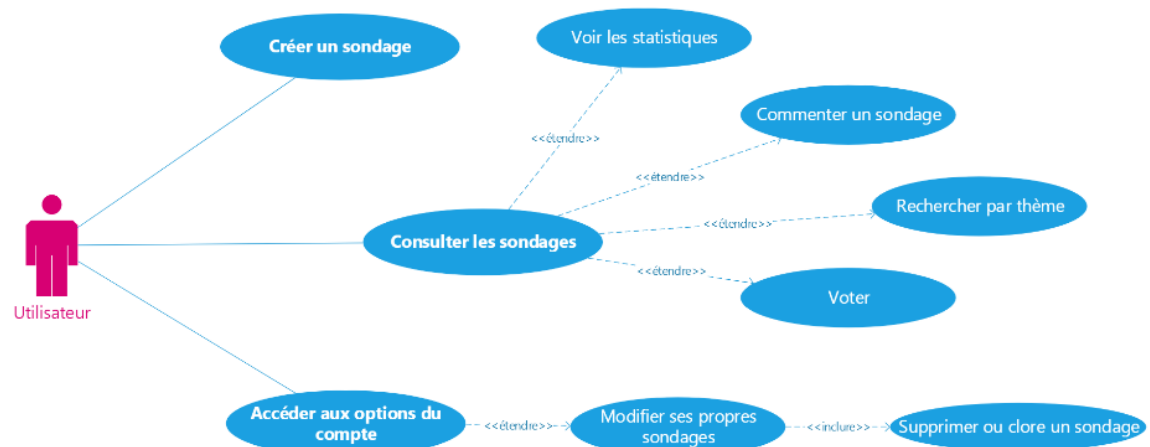 Créer un sondage
Voir les statistiques
<<étendre>>
Commenter un sondage
<<étendre>>
Rechercher par thème
<<étendre>>
Consulter les sondages
<<étendre>>
Voter
Utilisateur
Accéder aux options du
compte
<<étendre>>
Modifier ses propres
sondages
<<inclure>>
Supprimer ou clore un sondage